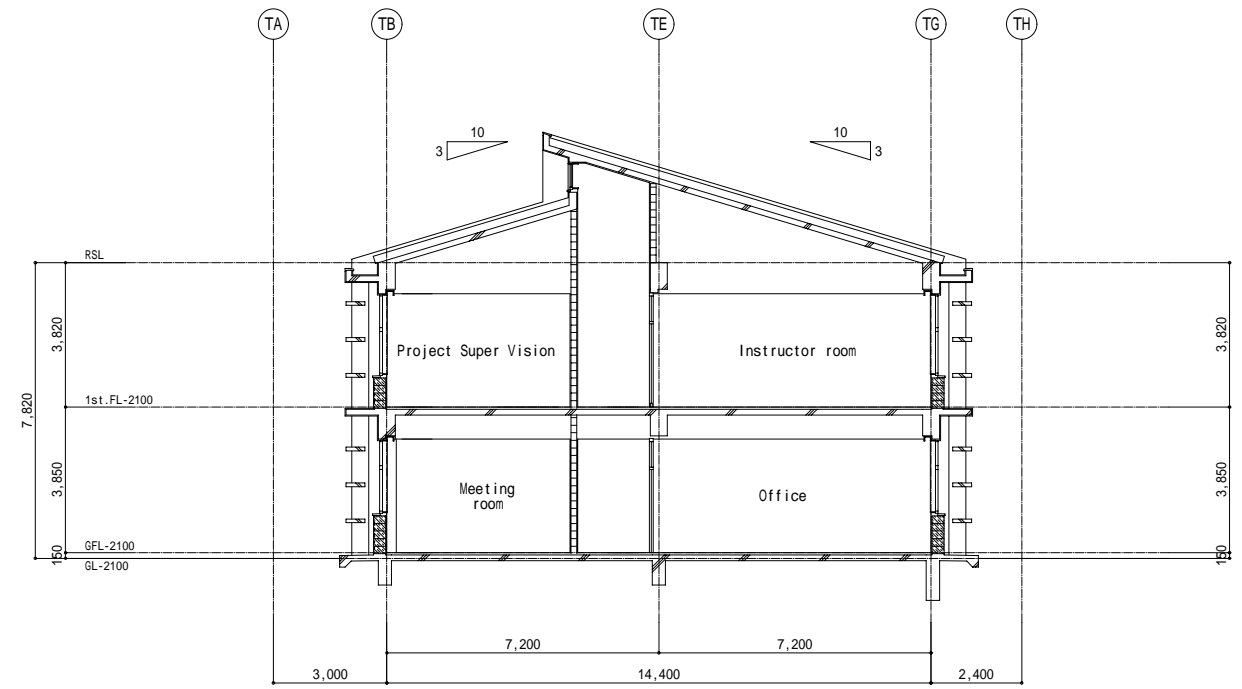 TA
TB
TE
TG
TH
10
3
10
3
RSL
3,820
3,820
Project Super Vision
Instructor room
7,820
1st.FL-2100
3,850
3,850
Meeting
room
Office
GFL-2100
150
150
GL-2100
7,200
7,200
3,000
14,400
2,400